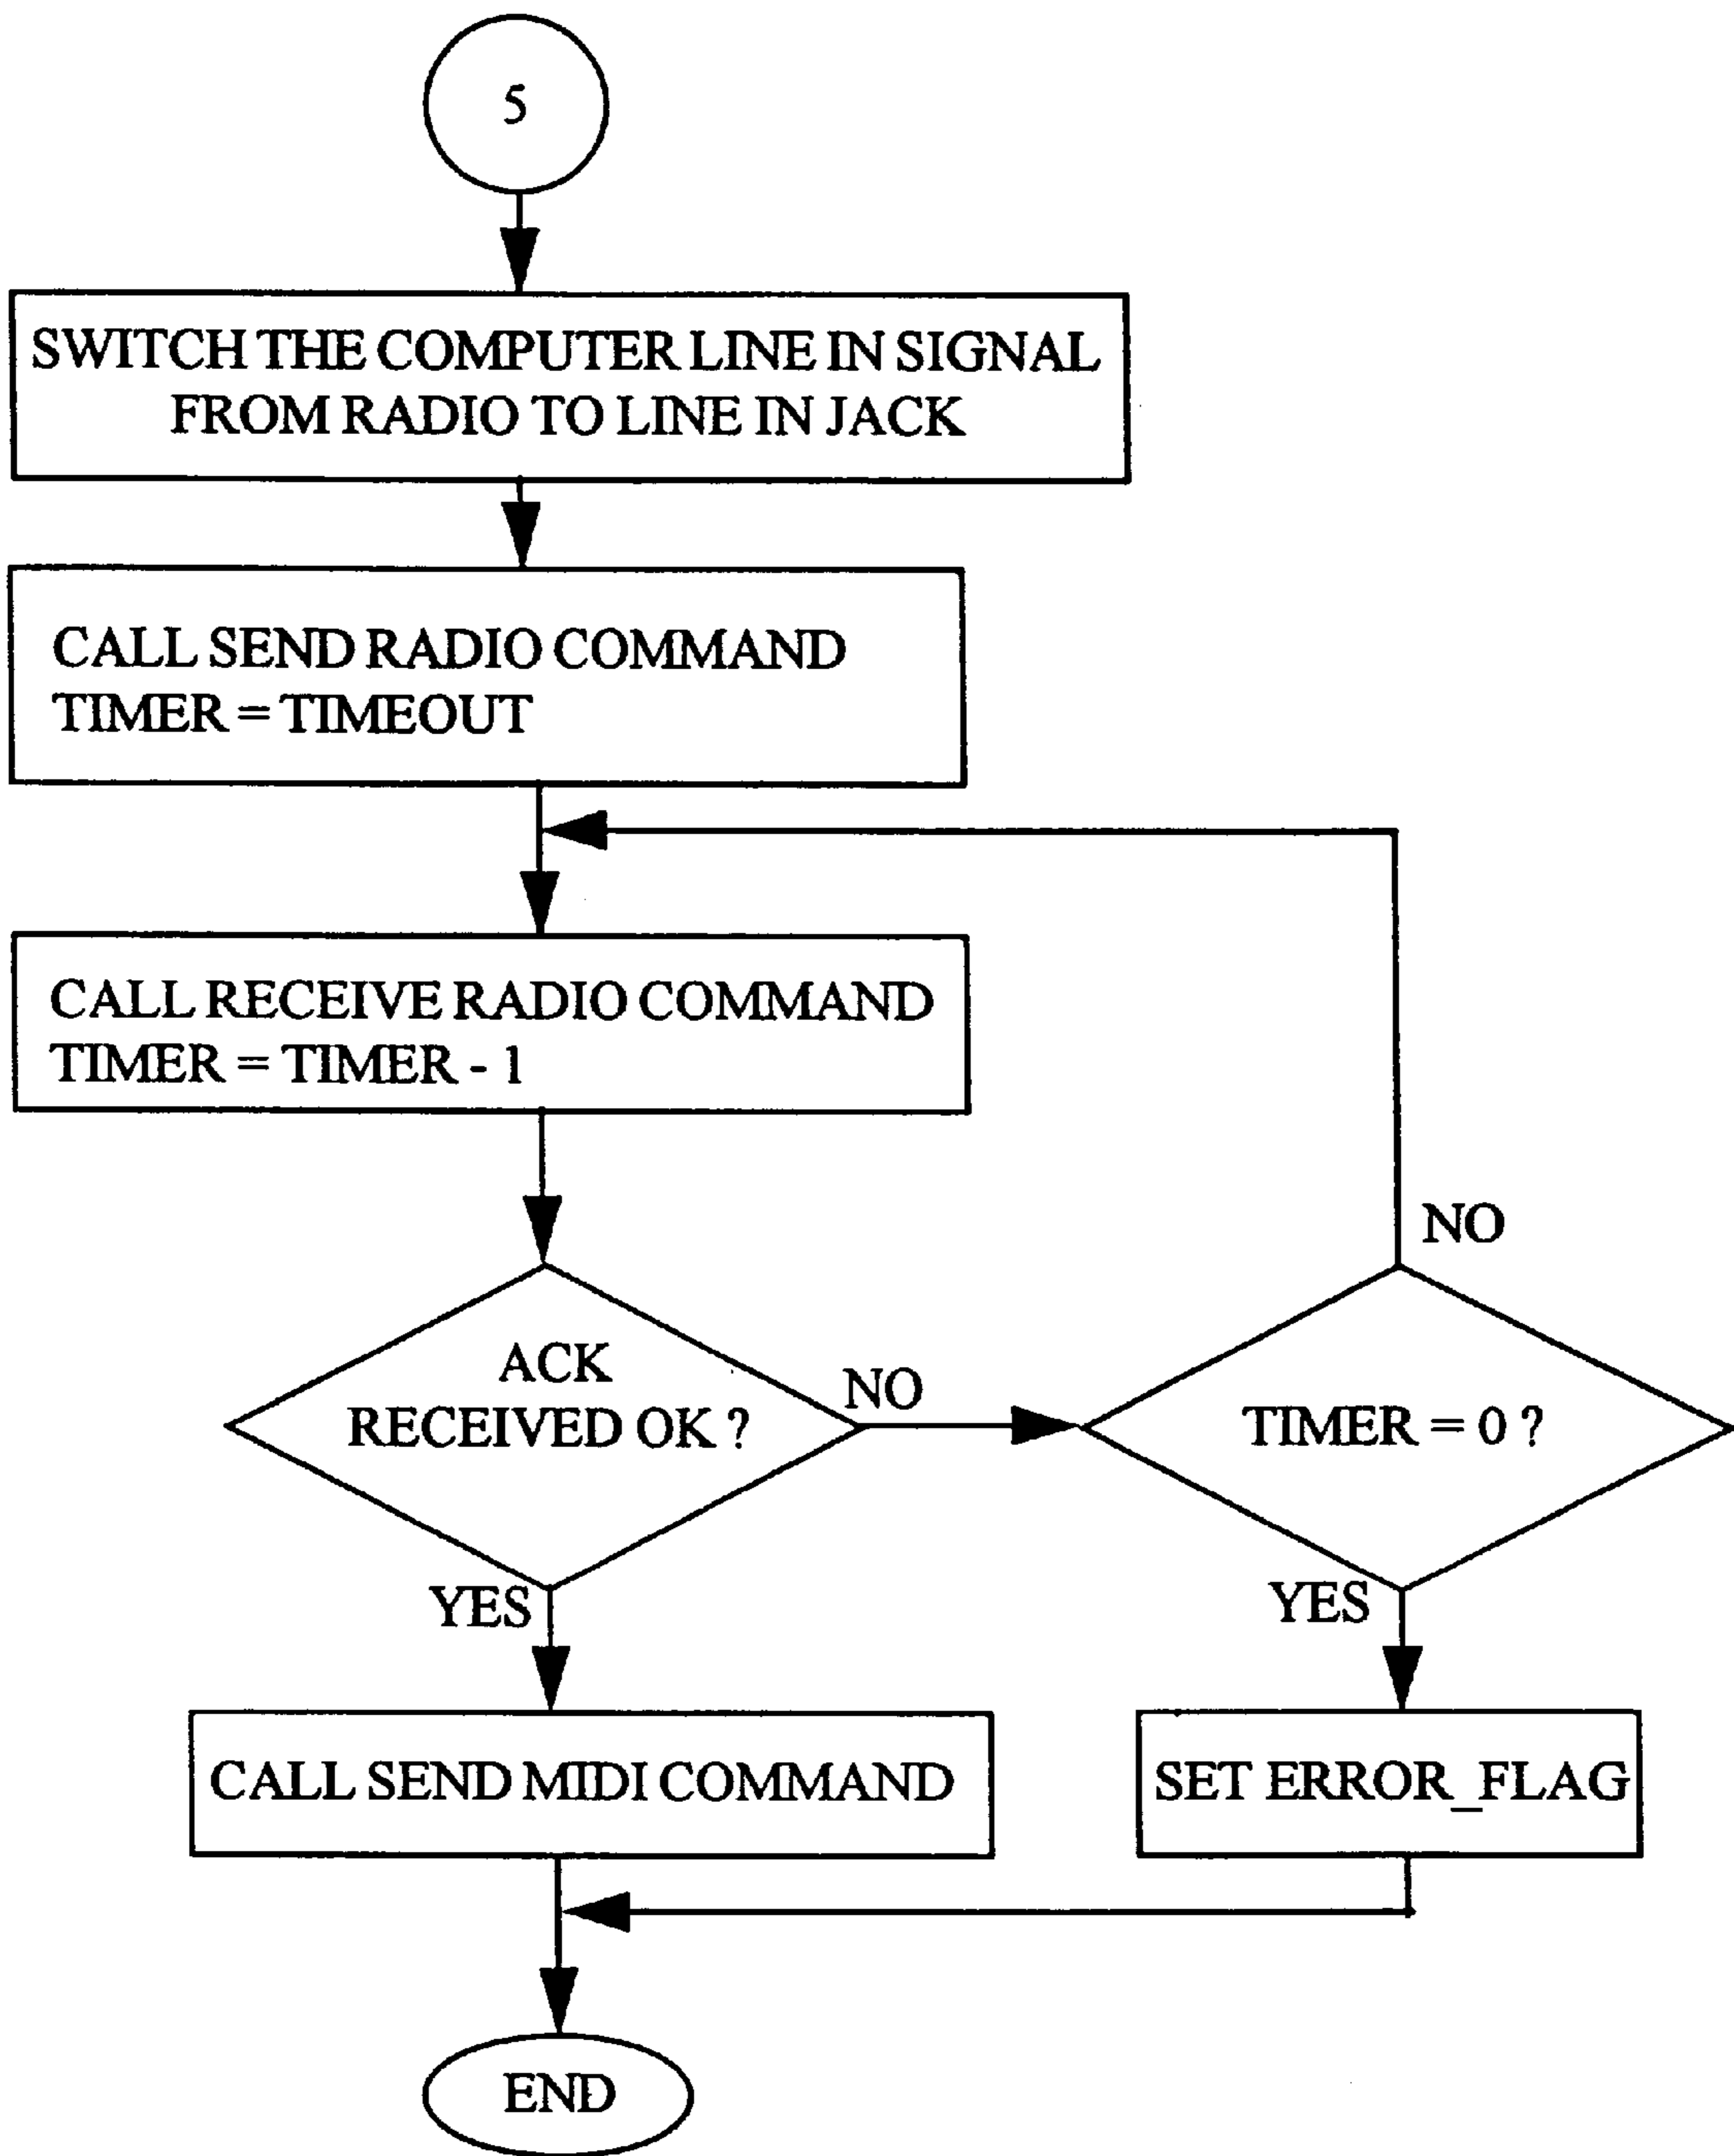 5
SWITCH THE COMPUTER LINE IN SIGNAL
FROM RADIO TO LINE IN JACK
CALL SEND RADIO COMMAND
TIMER = TIMEOUT
CALL RECEIVE RADIO COMMAND
TIMER = TIMER - 1
NO
ACK
RECEIVED OK ?
NO
TIMER = 0 ?
YES
YES
CALL SEND MIDI COMMAND
SET ERROR_FLAG
END